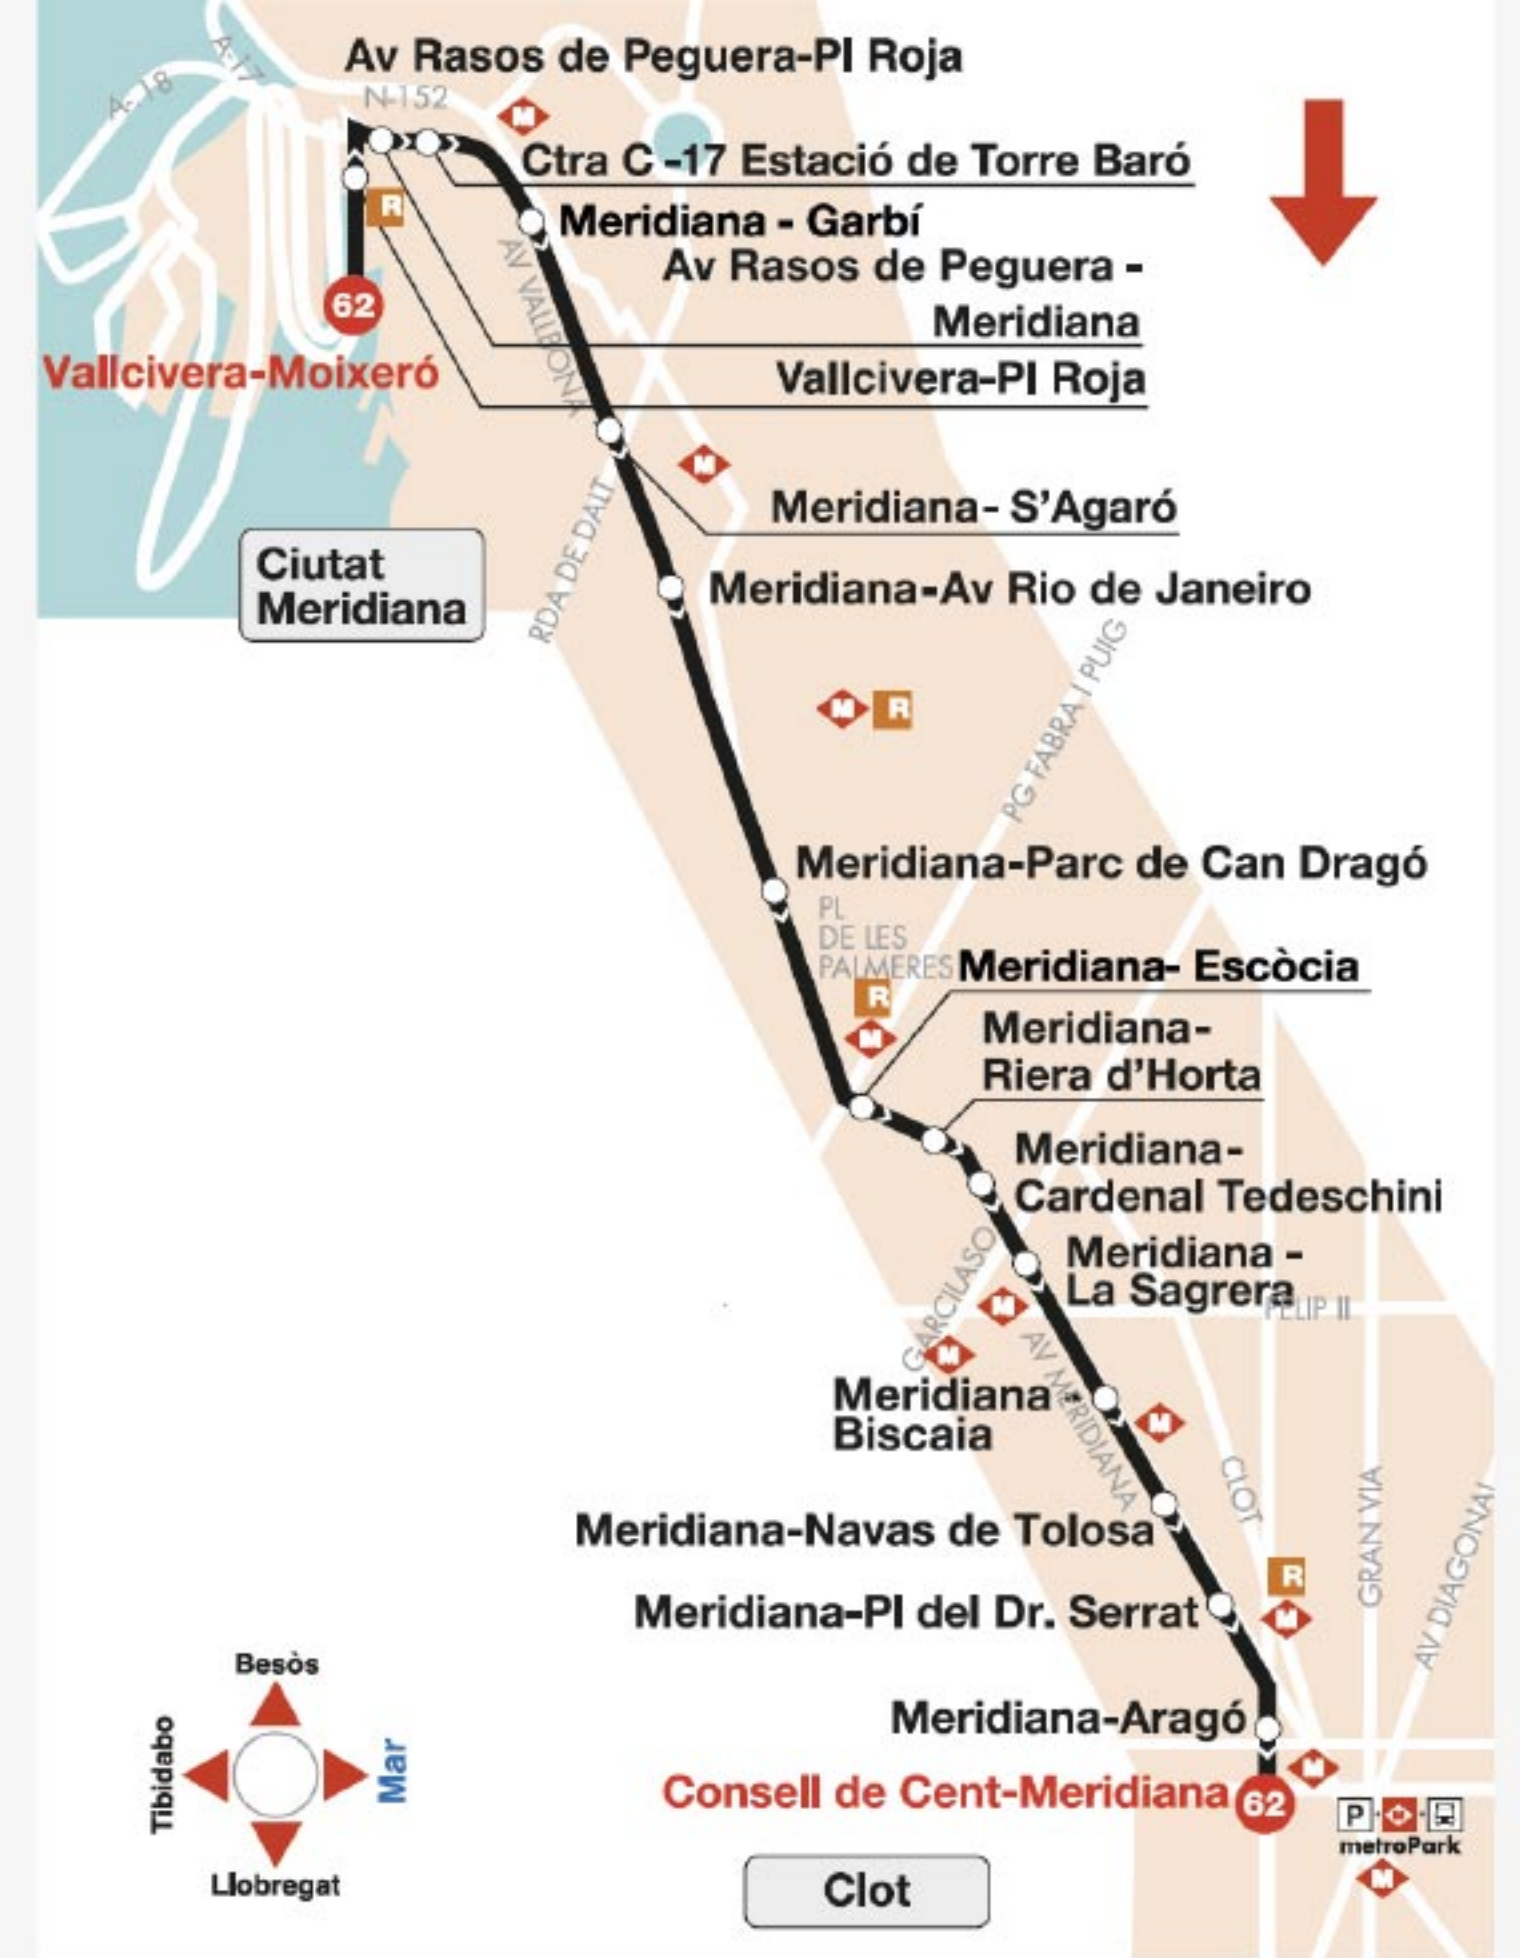 Av Rasos de Peguera-Pl Roja
A-17
A-18
N-152
M
Ctra C -17 Estació de Torre Baró
R
Meridiana - Garbí
Av Rasos de Peguera -
Meridiana
62
AV VALLBONA
Vallcivera-Moixeró
Vallcivera-Pl Roja
M
Meridiana- S'Agaró
Ciutat
Meridiana
RDA DE DALT
Meridiana-Av Rio de Janeiro
M R
PG FABRA I PUIG
Meridiana-Parc de Can Dragó
PL
DE LES
PALMERES
Meridiana- Escòcia
R
M
Meridiana-
Riera d'Horta
Meridiana-
Cardenal Tedeschini
Meridiana -
La Sagrera
FELIP II
GARCILASO
M
M
AV MERIDIANA
Meridiana -
Biscaia
M
CLOT
GRAN VIA
AV DIAGONAL
Meridiana-Navas de Tolosa
R
M
Meridiana-Pl del Dr. Serrat
Besòs
Tibidabo
Mar
Llobregat
Meridiana-Aragó
M
Consell de Cent-Meridiana
62
P
metroPark
M
Clot